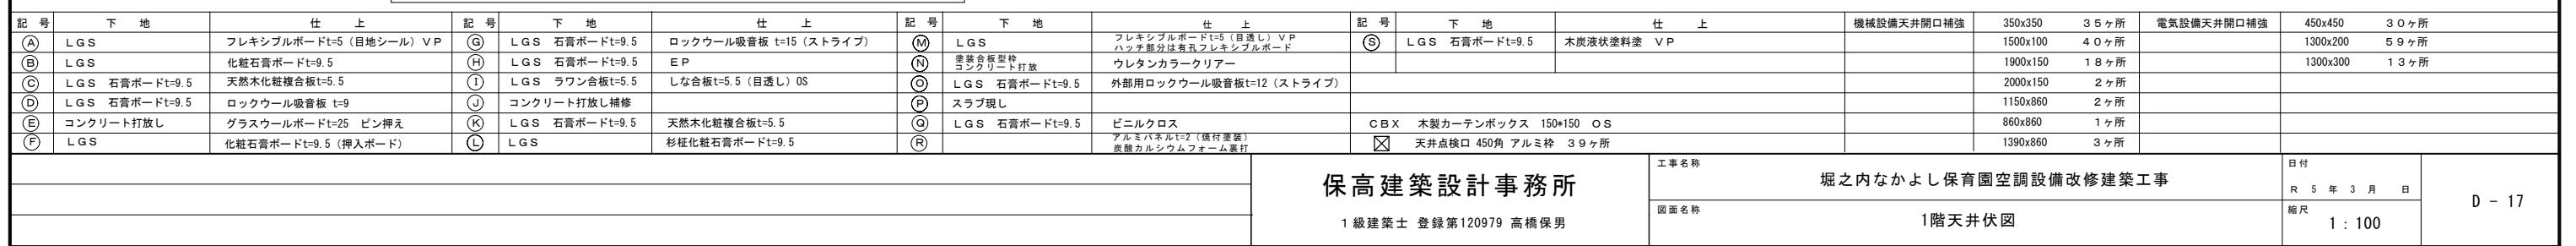 記 号 下 地 仕 上 記 号 下 地 仕 上 記 号 下 地 仕 上 記 号 下 地 仕 上 機械設備天井開口補強 350x350 35ヶ所 電気設備天井開口補強 450x450 30ヶ所
Ⓐ LGS フレキシブルボードt=5（目地シール）VP Ⓖ LGS 石膏ボードt=9.5 ロックウール吸音板 t=15（ストライプ） Ⓜ LGS フレキシブルボードt=5（目透し）VP Ⓢ LGS 石膏ボードt=9.5 木炭液状塗料塗 VP 1500x100 40ヶ所 1300x200 59ヶ所
ハッチ部分は有孔フレキシブルボード
Ⓑ LGS 化粧石膏ボードt=9.5 Ⓗ LGS 石膏ボードt=9.5 EP Ⓝ 塗装合板型枠 ウレタンカラークリアー 1900x150 18ヶ所 1300x300 13ヶ所
コンクリート打放
Ⓒ LGS 石膏ボードt=9.5 天然木化粧複合板t=5.5 Ⓘ LGS ラワン合板t=5.5 しな合板t=5.5（目透し）OS Ⓞ LGS 石膏ボードt=9.5 外部用ロックウール吸音板t=12（ストライプ） 2000x150 2ヶ所
Ⓓ LGS 石膏ボードt=9.5 ロックウール吸音板 t=9 Ⓙ コンクリート打放し補修 Ⓟ スラブ現し 1150x860 2ヶ所
Ⓔ コンクリート打放し グラスウールボードt=25 ピン押え Ⓚ LGS 石膏ボードt=9.5 天然木化粧複合板t=5.5 Ⓠ LGS 石膏ボードt=9.5 ビニルクロス CBX 木製カーテンボックス 150*150 OS 860x860 1ヶ所
Ⓕ LGS 化粧石膏ボードt=9.5（押入ボード） Ⓛ LGS 杉柾化粧石膏ボードt=9.5 Ⓡ アルミパネルt=2（焼付塗装） 天井点検口 450角 アルミ枠 39ヶ所 1390x860 3ヶ所
炭酸カルシウムフォーム裏打
保高建築設計事務所
1級建築士 登録第120979 高橋保男
工事名称
堀之内なかよし保育園空調設備改修建築工事
図面名称
1階天井伏図
日付
R 5 年 3 月 日
縮尺
1：100
D － 17